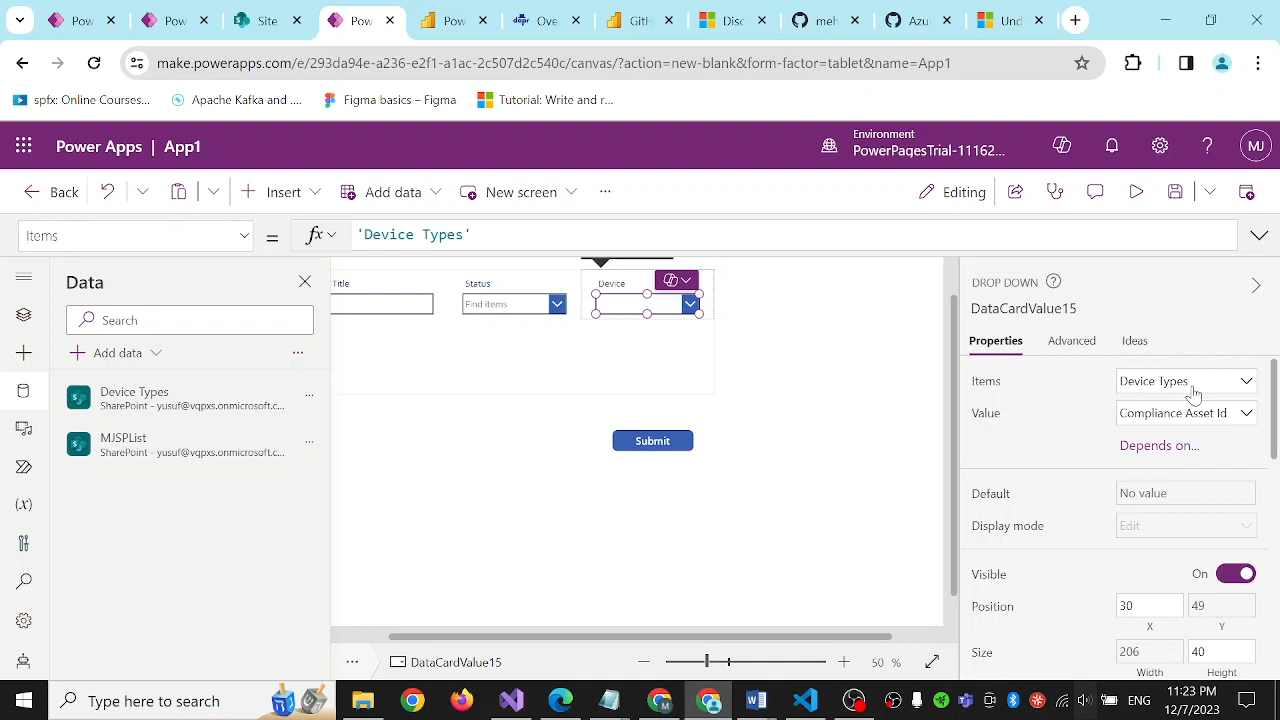 Pow
Pow
Site
Pow
Pow
Ove
GitH
Disc
meh
Azu
Und
make.powerapps.com/e/293da94e-a236-e2f1-a1ac-2c507d2c540c/canvas/?action=new-blank&form-factor=tablet&name=App1
spfx: Online Courses...
Apache Kafka and ....
Figma basics – Figma
Tutorial: Write and r...
Power Apps | App1
Environment
PowerPagesTrial-11162...
MJ
Back
Insert
Add data
New screen
Editing
Items
=
fx
'Device Types'
Data
Search
Add data
Device Types
SharePoint - yusuf@vqpxs.onmicrosoft.c...
MJSPList
SharePoint - yusuf@vqpxs.onmicrosoft.c...
Title
Status
Find items
Device
Submit
DataCardValue15
50 %
DROP DOWN
DataCardValue15
Properties
Advanced
Ideas
Items
Device Types
Value
Compliance Asset Id
Depends on...
Default
No value
Display mode
Edit
Visible
On
Position
30
49
X
Y
Size
206
40
Width
Height
Type here to search
ENG
11:23 PM
12/7/2023